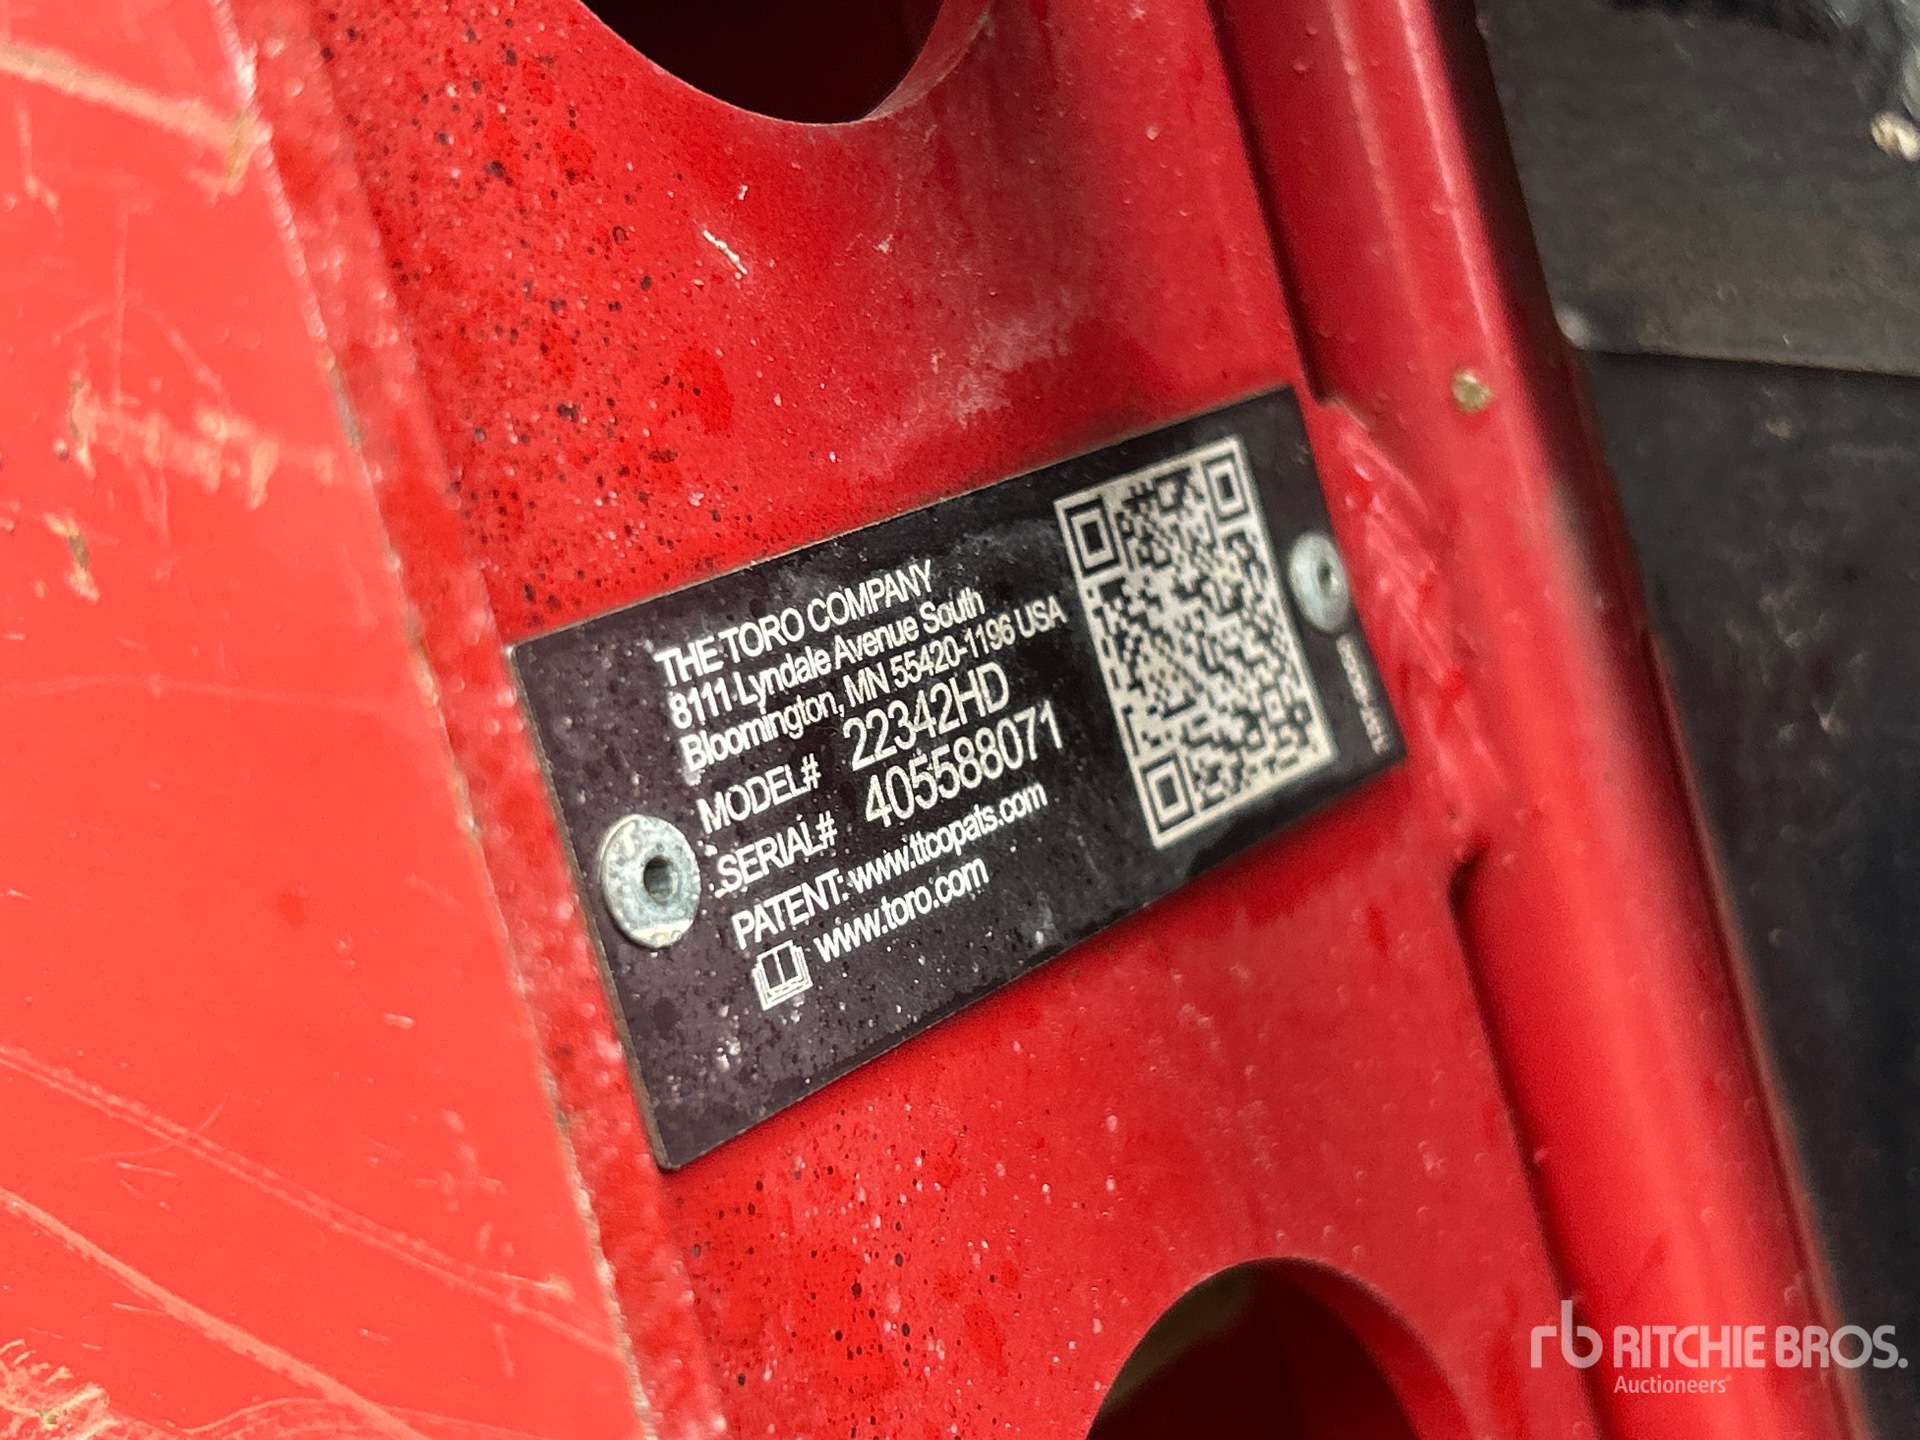 THE TORO COMPANY
8111 Lyndale Avenue South
Bloomington, MN 55420-1196 USA
MODEL# 22342HD
SERIAL# 405588071
PATENT: www.ttcopats.com
www.toro.com
rb RITCHIE BROS.
Auctioneers